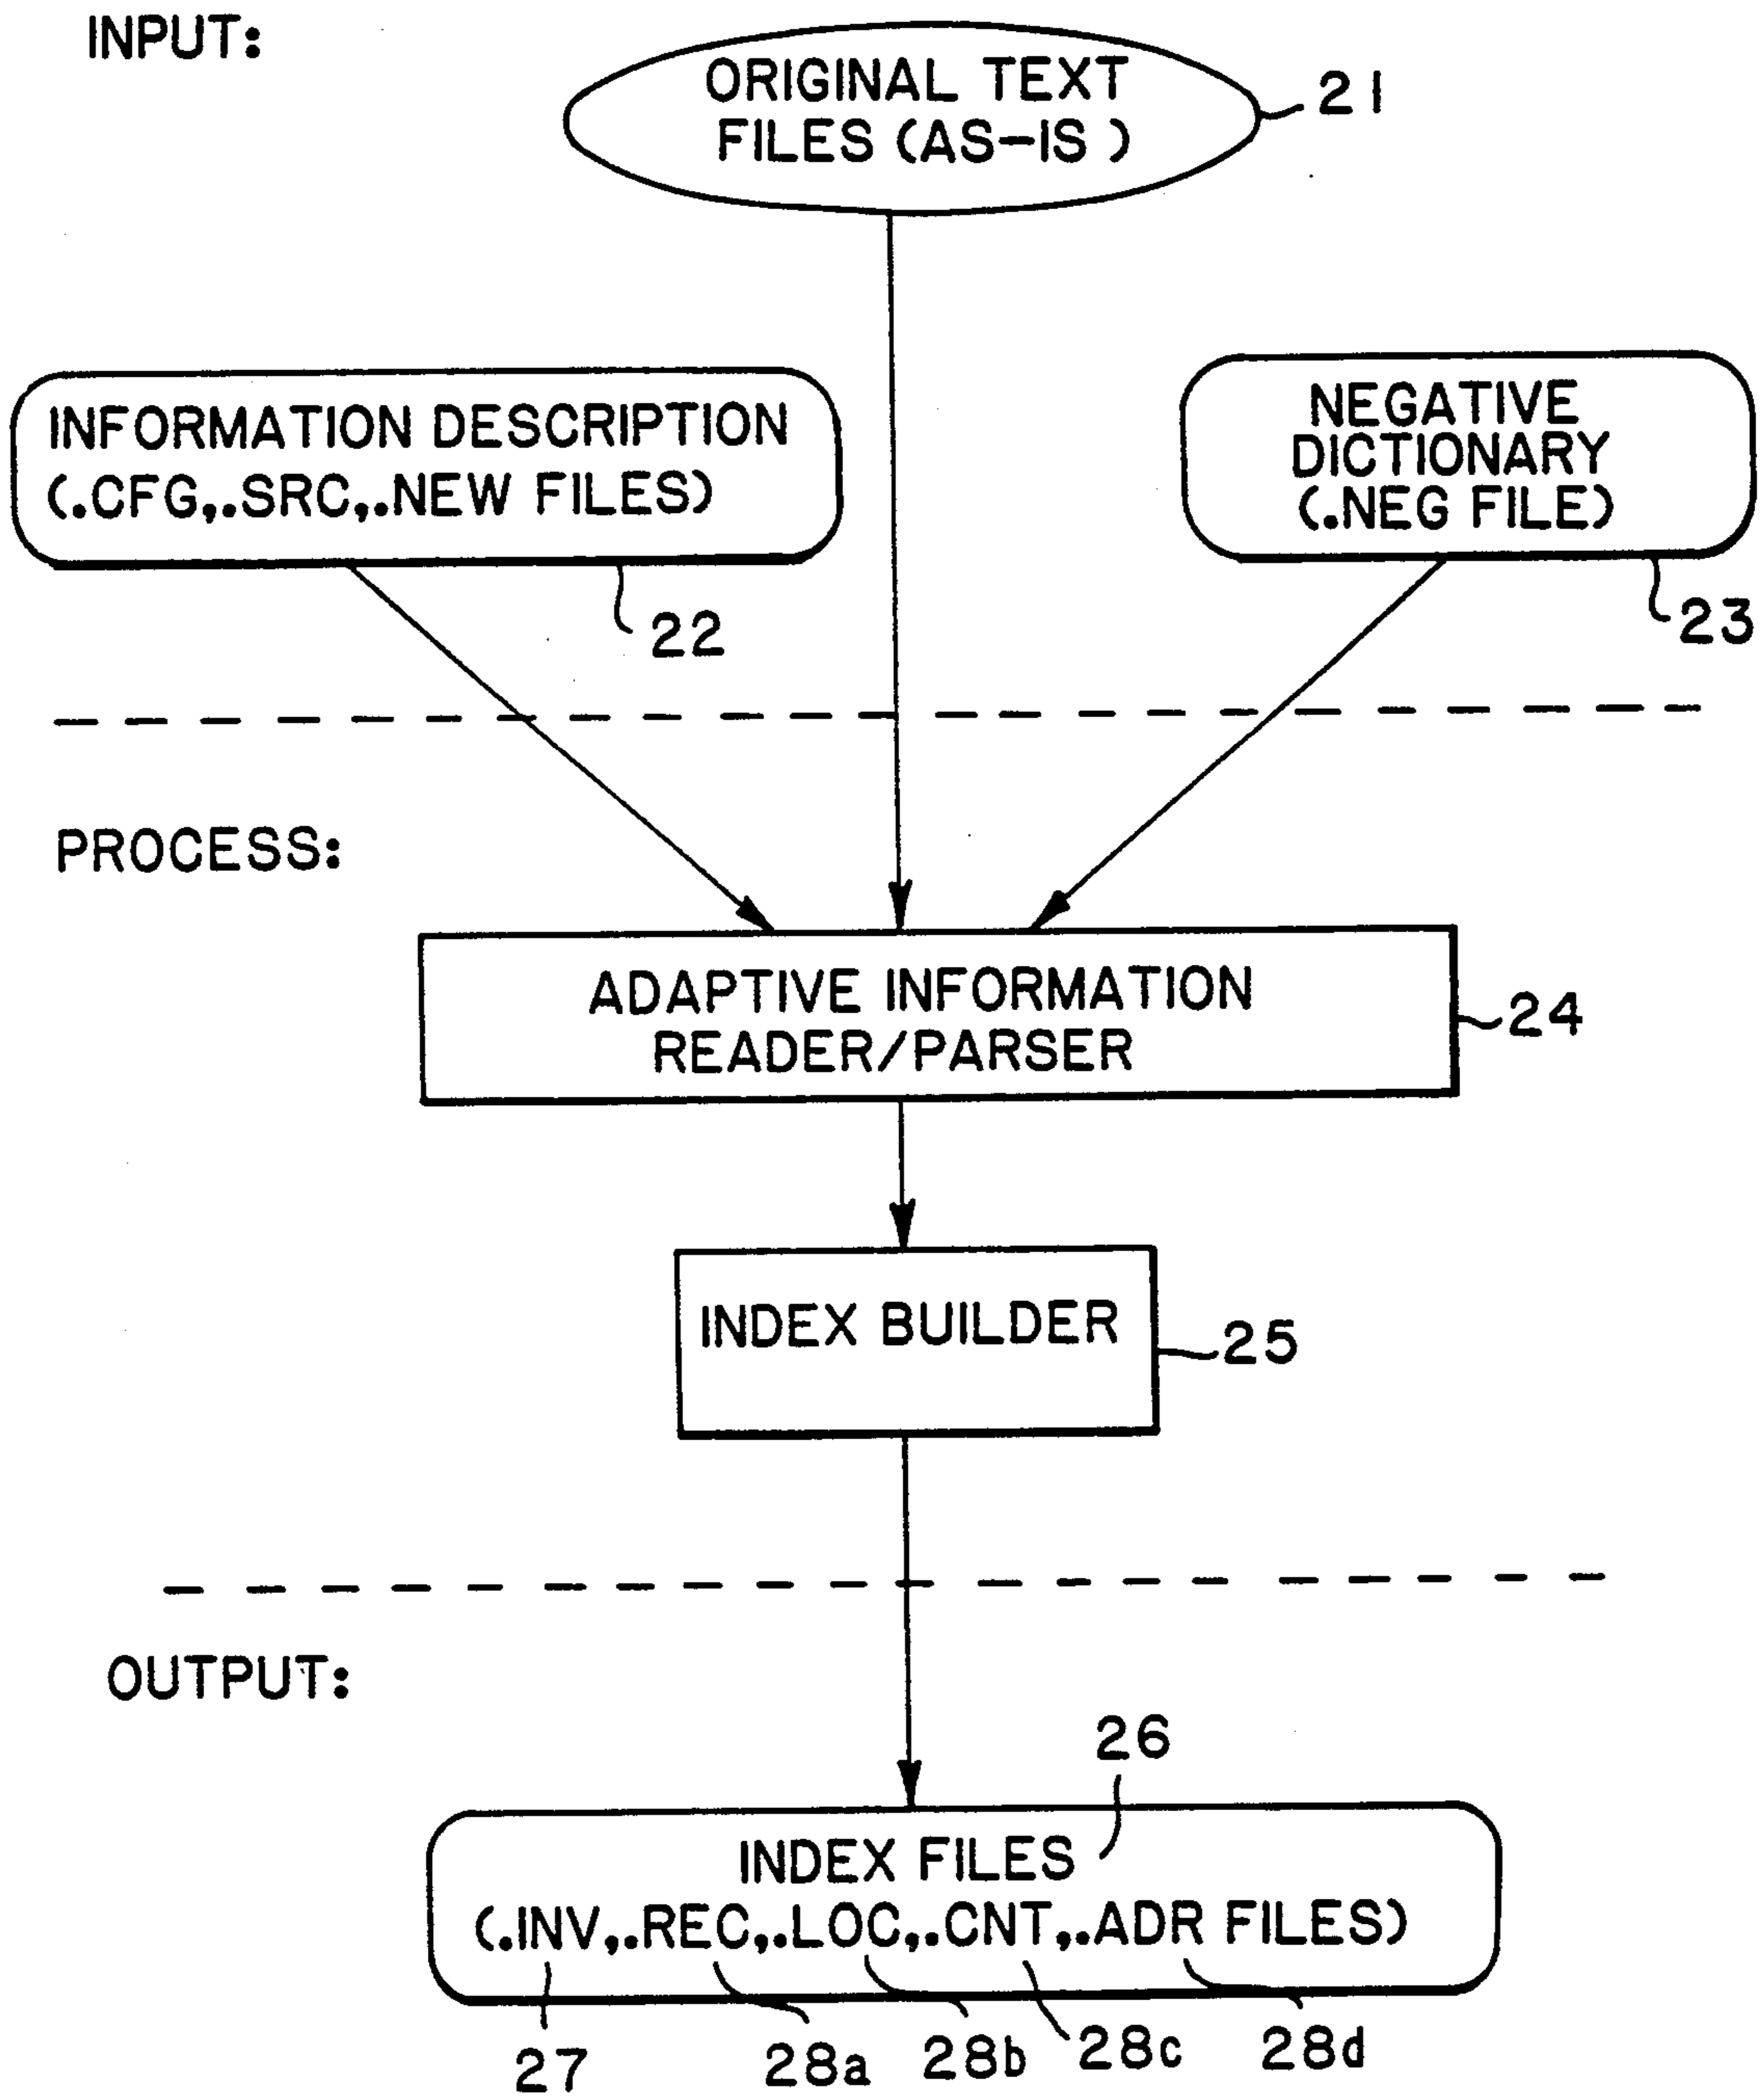 INPUT:
ORIGINAL TEXT
FILES (AS-IS )
21
INFORMATION DESCRIPTION
(.CFG,.SRC,.NEW FILES)
22
NEGATIVE
DICTIONARY
(.NEG FILE)
23
PROCESS:
ADAPTIVE INFORMATION
READER/PARSER
24
INDEX BUILDER
25
OUTPUT:
26
INDEX FILES
(.INV,.REC,.LOC,.CNT,.ADR FILES)
27
28a
28b
28c
28d